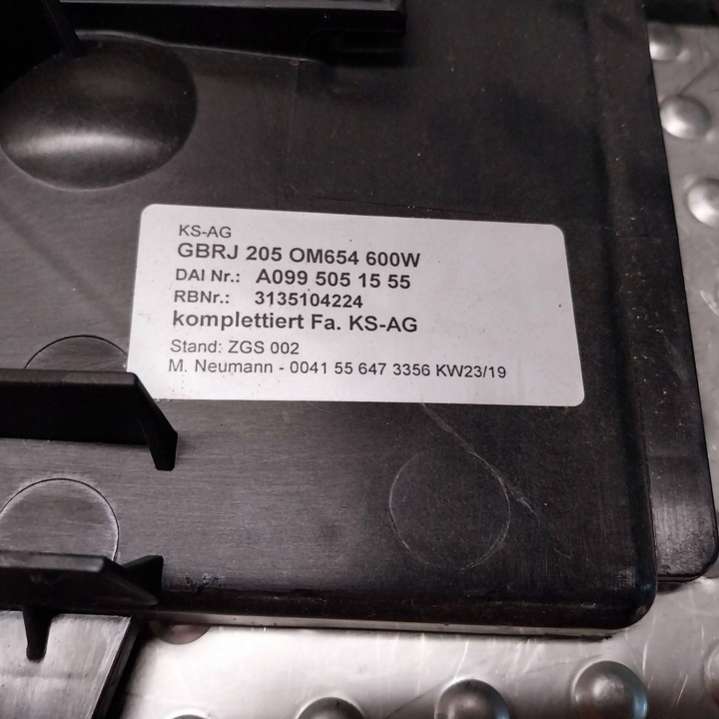 KS-AG
GBRJ 205 OM654 600W
DAI Nr.: A099 505 15 55
RBNr.: 3135104224
komplettiert Fa. KS-AG
Stand: ZGS 002
M. Neumann - 0041 55 647 3356 KW23/19